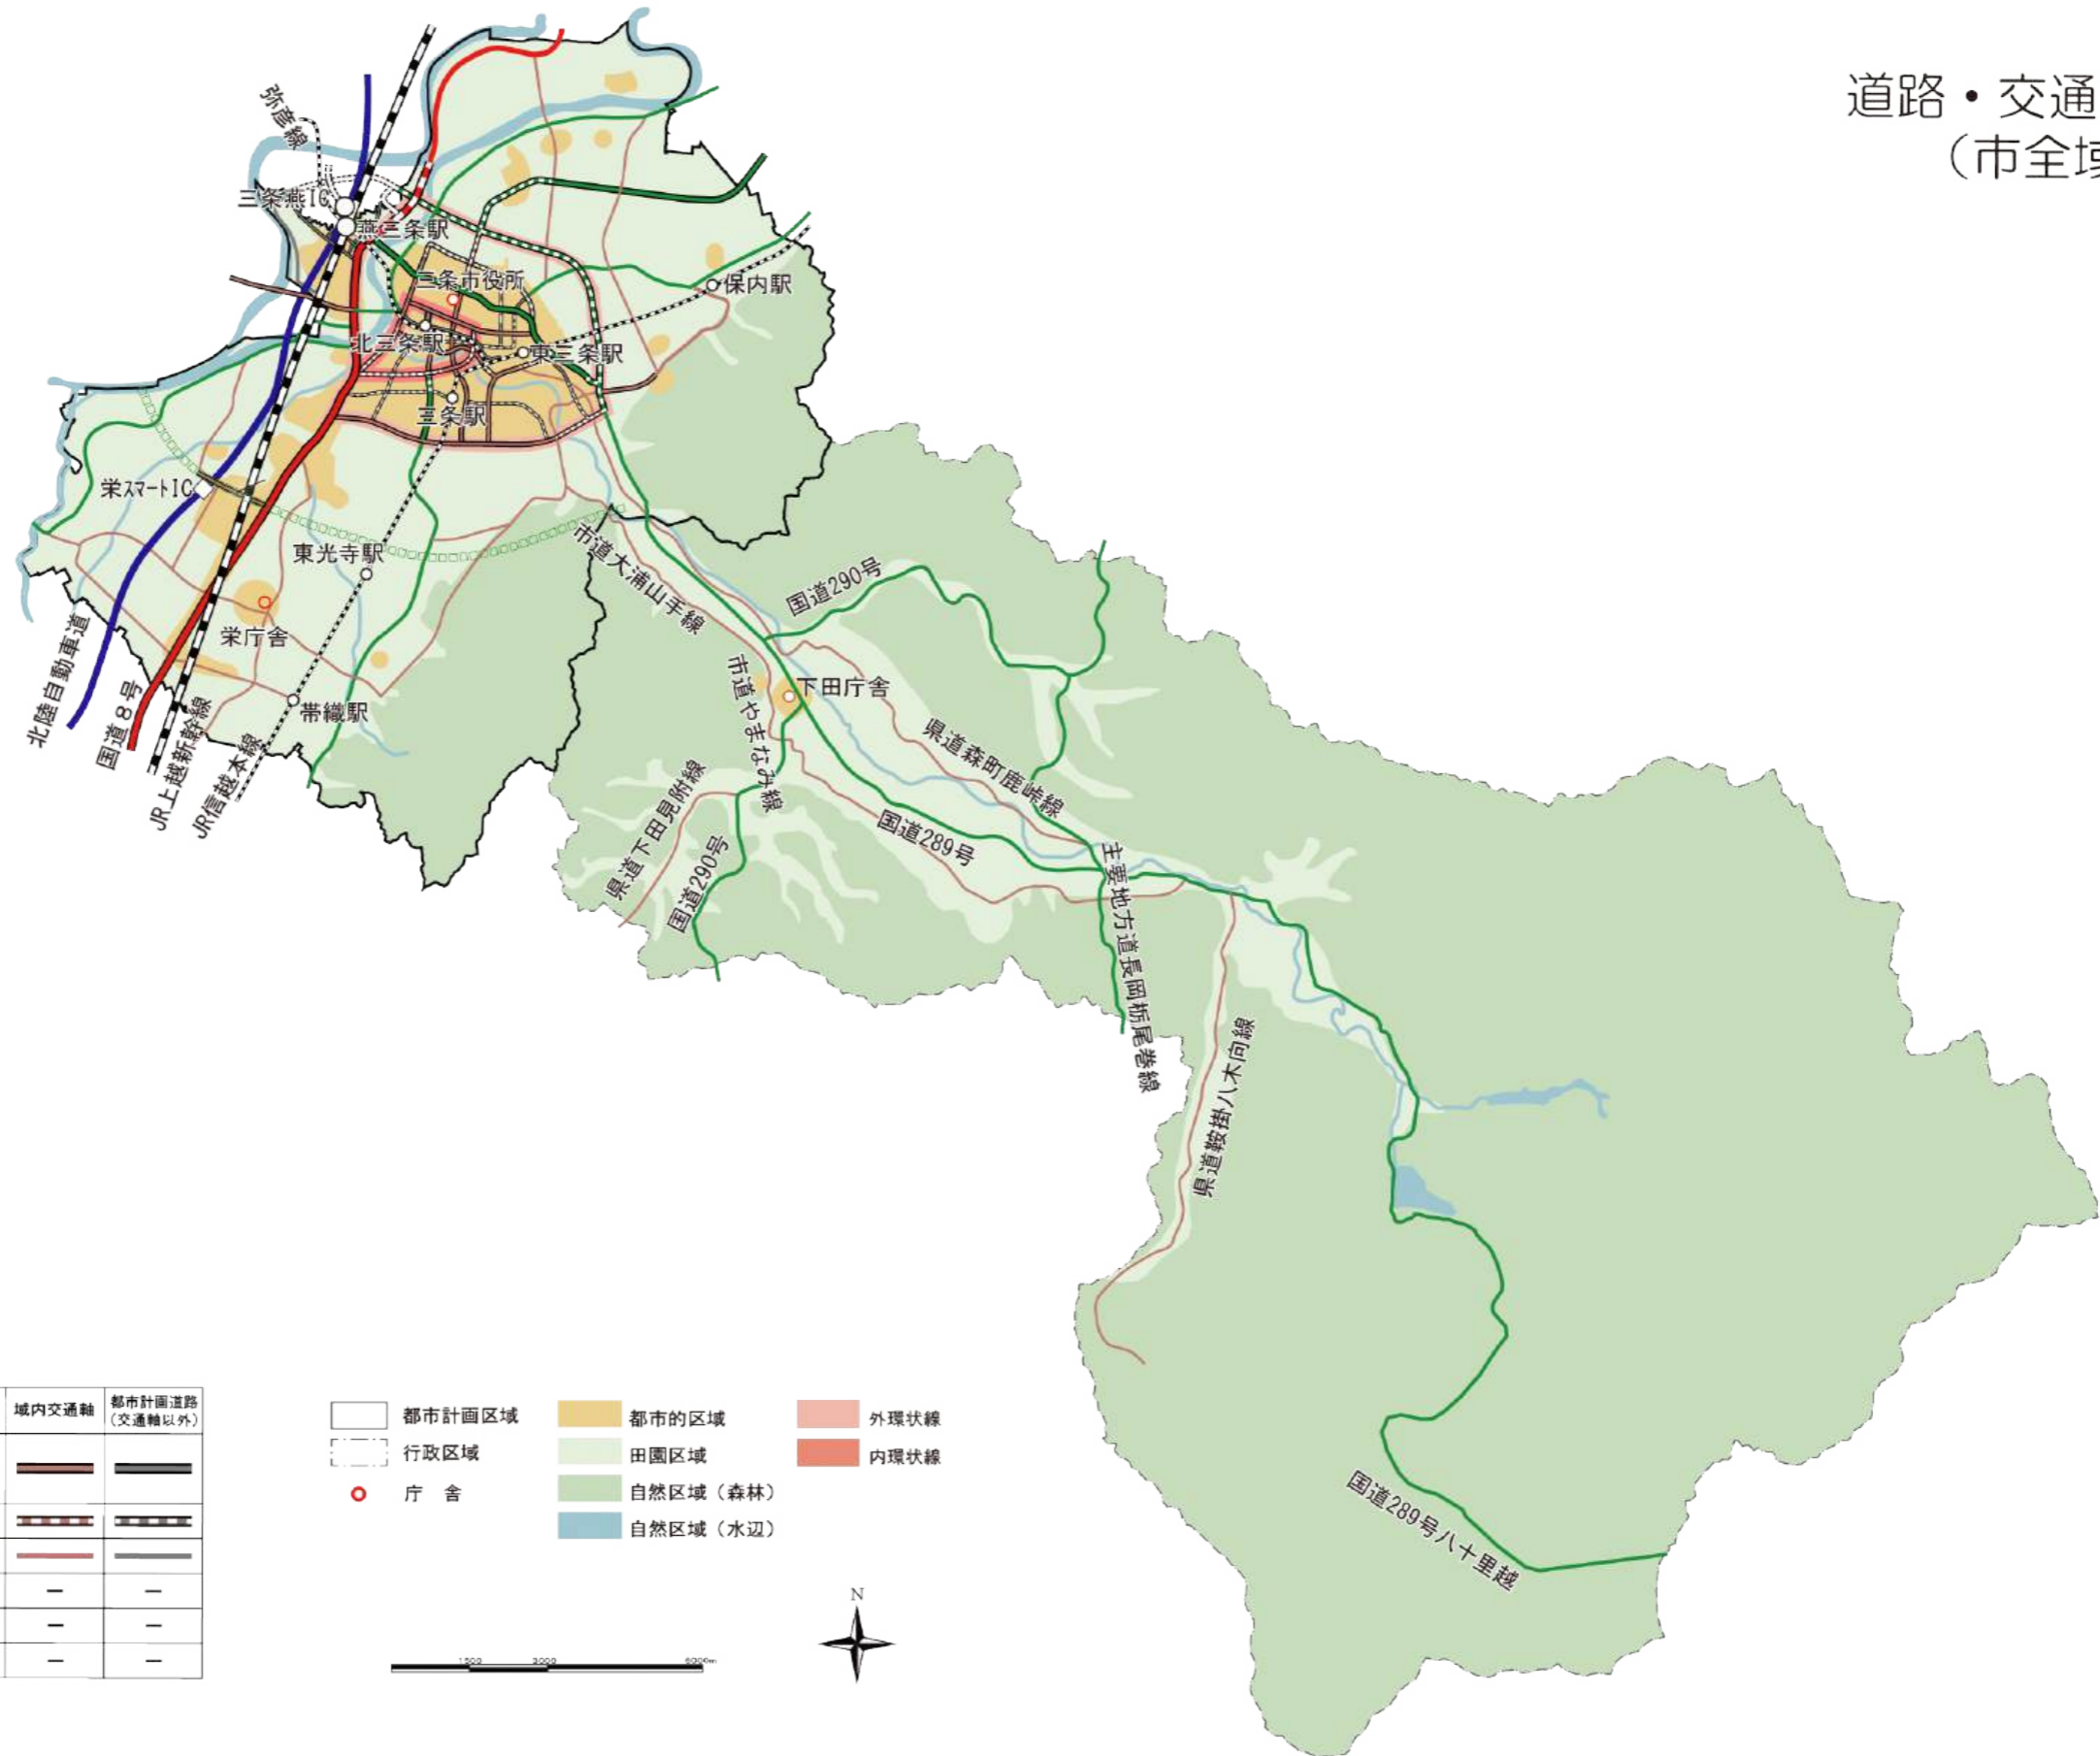 道路・交通
（市全域
弥彦線
三条燕IC
燕三条駅
三条市役所
保内駅
北三条駅
東三条駅
三条駅
栄スマートIC
東光寺駅
栄庁舎
帯織駅
北陸自動車道
国道8号
JR上越新幹線
JR信越本線
市道大浦山手線
国道290号
下田庁舎
市道やまなみ線
県道森町鹿峠線
県道下田見附線
国道290号
国道289号
主要地方道長岡栃尾巻線
県道鞍掛八木向線
国道289号八十里越
域内交通軸
都市計画道路
（交通軸以外）
都市計画区域
行政区域
庁　舎
都市的区域
田園区域
自然区域（森林）
自然区域（水辺）
外環状線
内環状線
1500 3000 6000m
N